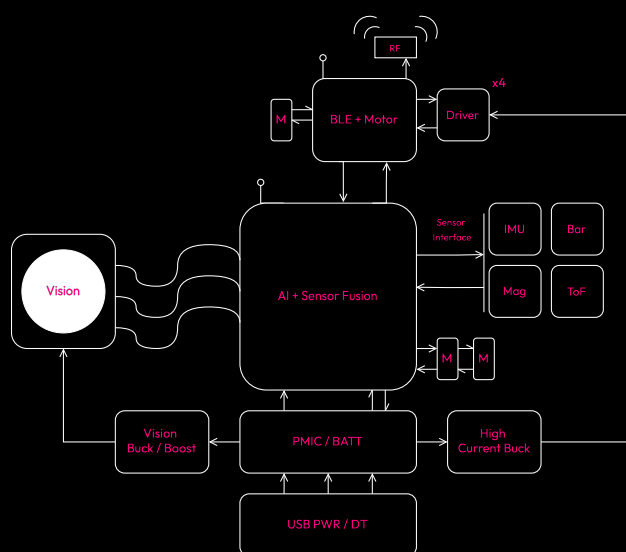 RF
x4
M
BLE + Motor
Driver
Sensor
Interface
IMU
Bar
Vision
AI + Sensor Fusion
Mag
ToF
M
M
Vision
Buck / Boost
PMIC / BATT
High
Current Buck
USB PWR / DT